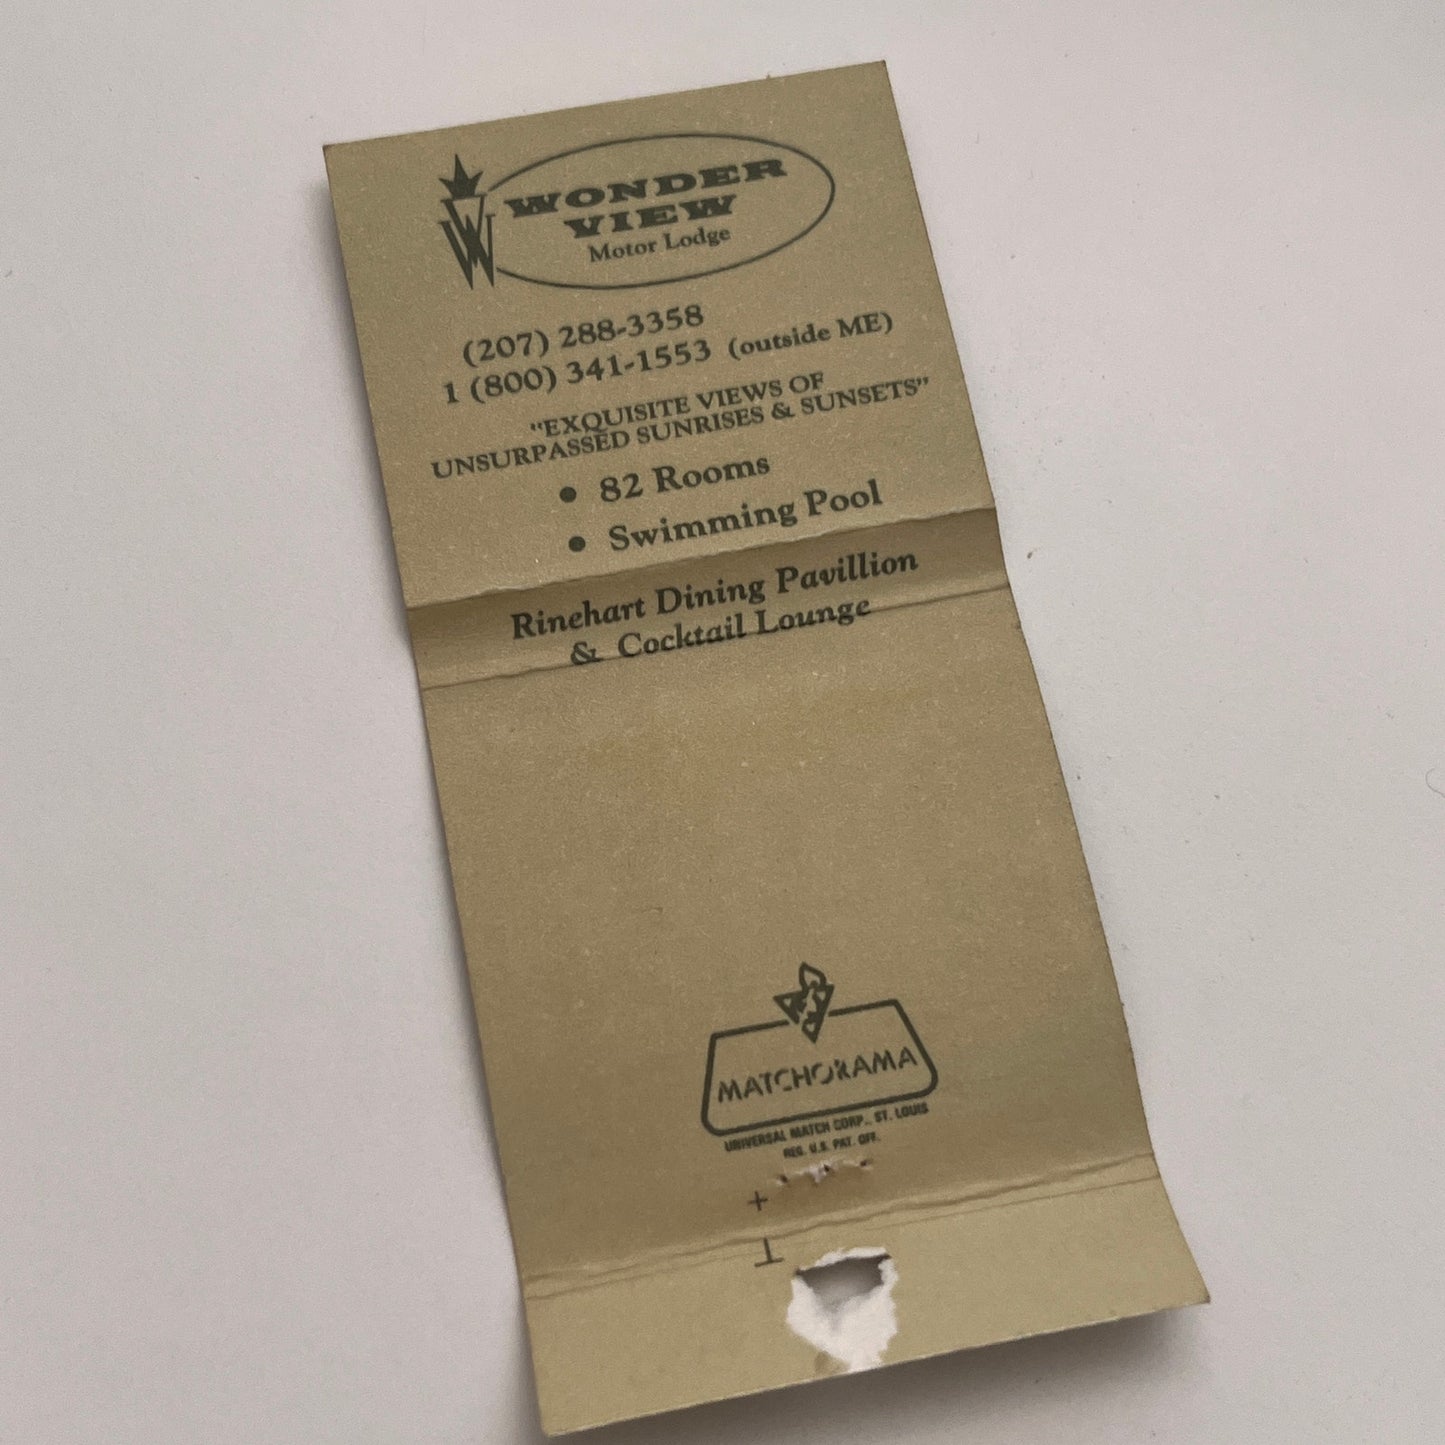 WONDER
VIEW
Motor Lodge
(207) 288-3358
1 (800) 341-1553 (outside ME)
"EXQUISITE VIEWS OF
UNSURPASSED SUNRISES & SUNSETS"
• 82 Rooms
• Swimming Pool
Rinehart Dining Pavillion
& Cocktail Lounge
MATCHORAMA
UNIVERSAL MATCH CORP., ST. LOUIS
REG. U.S. PAT. OFF.